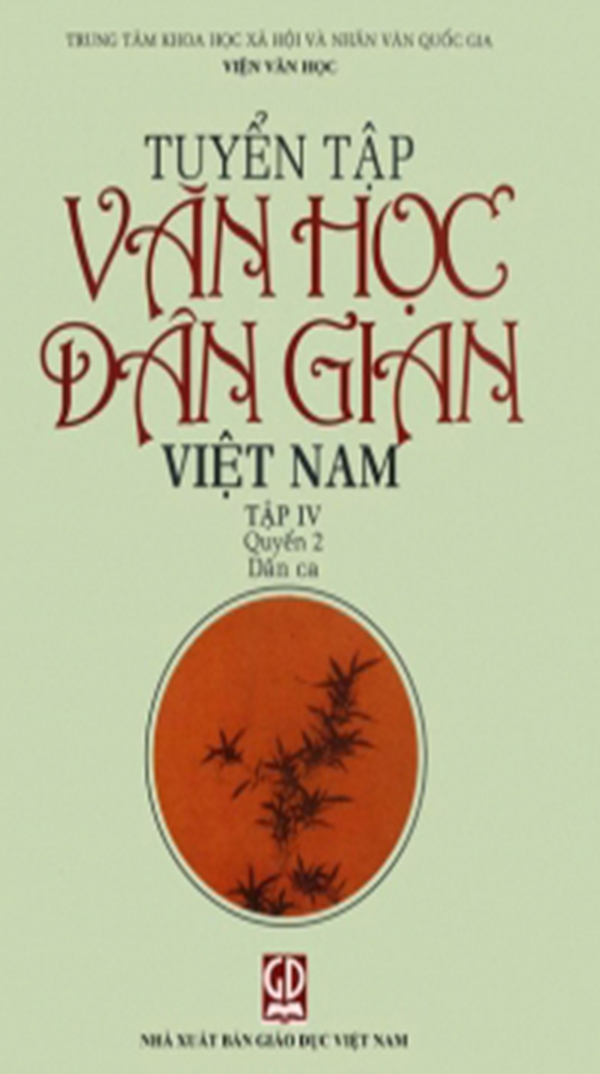 TRUNG TÂM KHOA HỌC XÃ HỘI VÀ NHÂN VĂN QUỐC GIA
VIỆN VĂN HỌC
TUYỂN TẬP
VĂN HỌC
DÂN GIAN
VIỆT NAM
TẬP IV
Quyển 2
Dân ca
GD
NHÀ XUẤT BẢN GIÁO DỤC VIỆT NAM